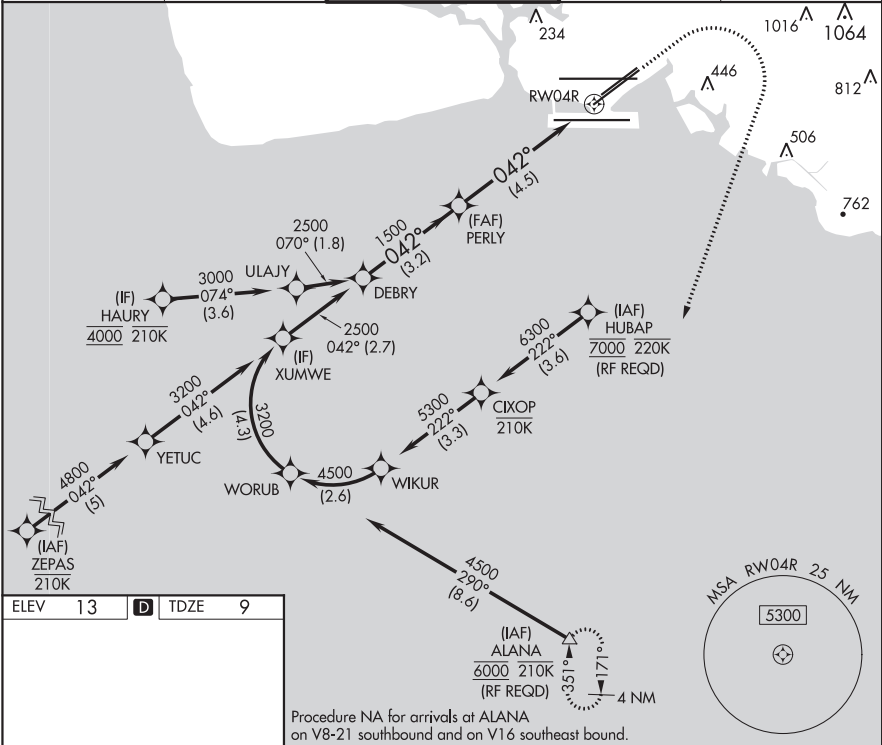 234
1016
1064
446
812
RW04R
506
762
042°
(4.5)
(FAF)
PERLY
1500
042°
(3.2)
2500
070° (1.8)
ULAJY
DEBRY
3000
074°
(3.6)
(IF)
HAURY
4000 210K
2500
042° (2.7)
(IF)
XUMWE
(IAF)
HUBAP
7000 220K
(RF REQD)
6300
222°
(3.6)
CIXOP
210K
5300
222°
(3.3)
3200
042°
(4.6)
3200
(4.3)
YETUC
WORUB
4500
(2.6)
WIKUR
4800
042°
(5)
(IAF)
ZEPAS
210K
4500
290°
(8.6)
(IAF)
ALANA
6000 210K
(RF REQD)
351°
171°
4 NM
MSA RW04R 25 NM
5300
ELEV 13 D TDZE 9
Procedure NA for arrivals at ALANA
on V8-21 southbound and on V16 southeast bound.